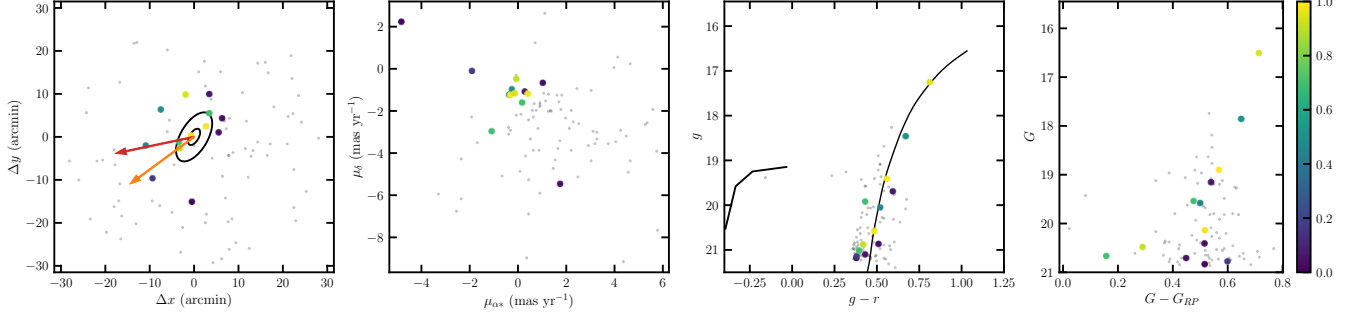 30
20
10
0
−10
−20
−30
Δy (arcmin)
−30 −20 −10 0 10 20 30
Δx (arcmin)
2
0
−2
−4
−6
−8
μδ (mas yr⁻¹)
−4 −2 0 2 4 6
μα∗ (mas yr⁻¹)
16
17
18
19
20
21
g
−0.25 0.00 0.25 0.50 0.75 1.00 1.25
g − r
16
17
18
19
20
21
G
0.0 0.2 0.4 0.6 0.8
G − G_RP
1.0
0.8
0.6
0.4
0.2
0.0